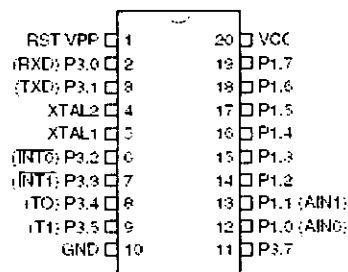 RST VPP 1 20 VCC
(RXD) P3.0 2 19 P1.7
(TXD) P3.1 3 18 P1.6
XTAL2 4 17 P1.5
XTAL1 5 16 P1.4
(INT0) P3.2 6 15 P1.3
(INT1) P3.3 7 14 P1.2
(TO) P3.4 8 13 P1.1 (AIN1)
(T1) P3.5 9 12 P1.0 (AIN0)
GND 10 11 P3.7